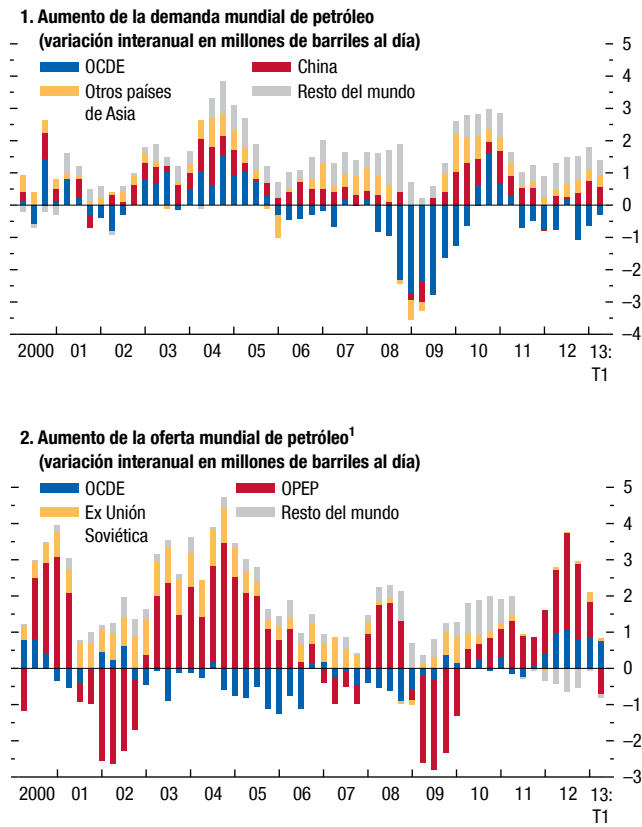 1. Aumento de la demanda mundial de petróleo
(variación interanual en millones de barriles al día)
OCDE
China
Otros países
de Asia
Resto del mundo
5
4
3
2
1
0
–1
–2
–3
–4
2000 01 02 03 04 05 06 07 08 09 10 11 12 13:
T1
2. Aumento de la oferta mundial de petróleo¹
(variación interanual en millones de barriles al día)
OCDE
OPEP
Ex Unión
Soviética
Resto del mundo
5
4
3
2
1
0
–1
–2
–3
2000 01 02 03 04 05 06 07 08 09 10 11 12 13:
T1